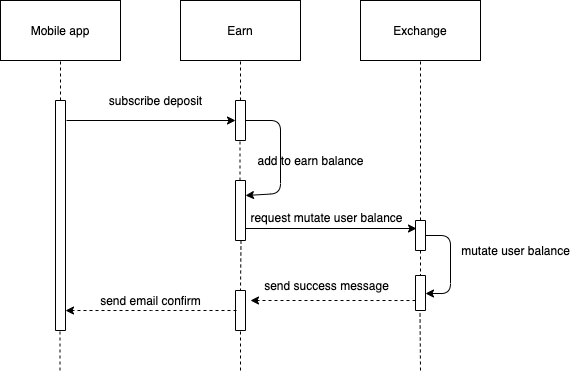 Mobile app
Earn
Exchange
subscribe deposit
add to earn balance
request mutate user balance
mutate user balance
send success message
send email confirm